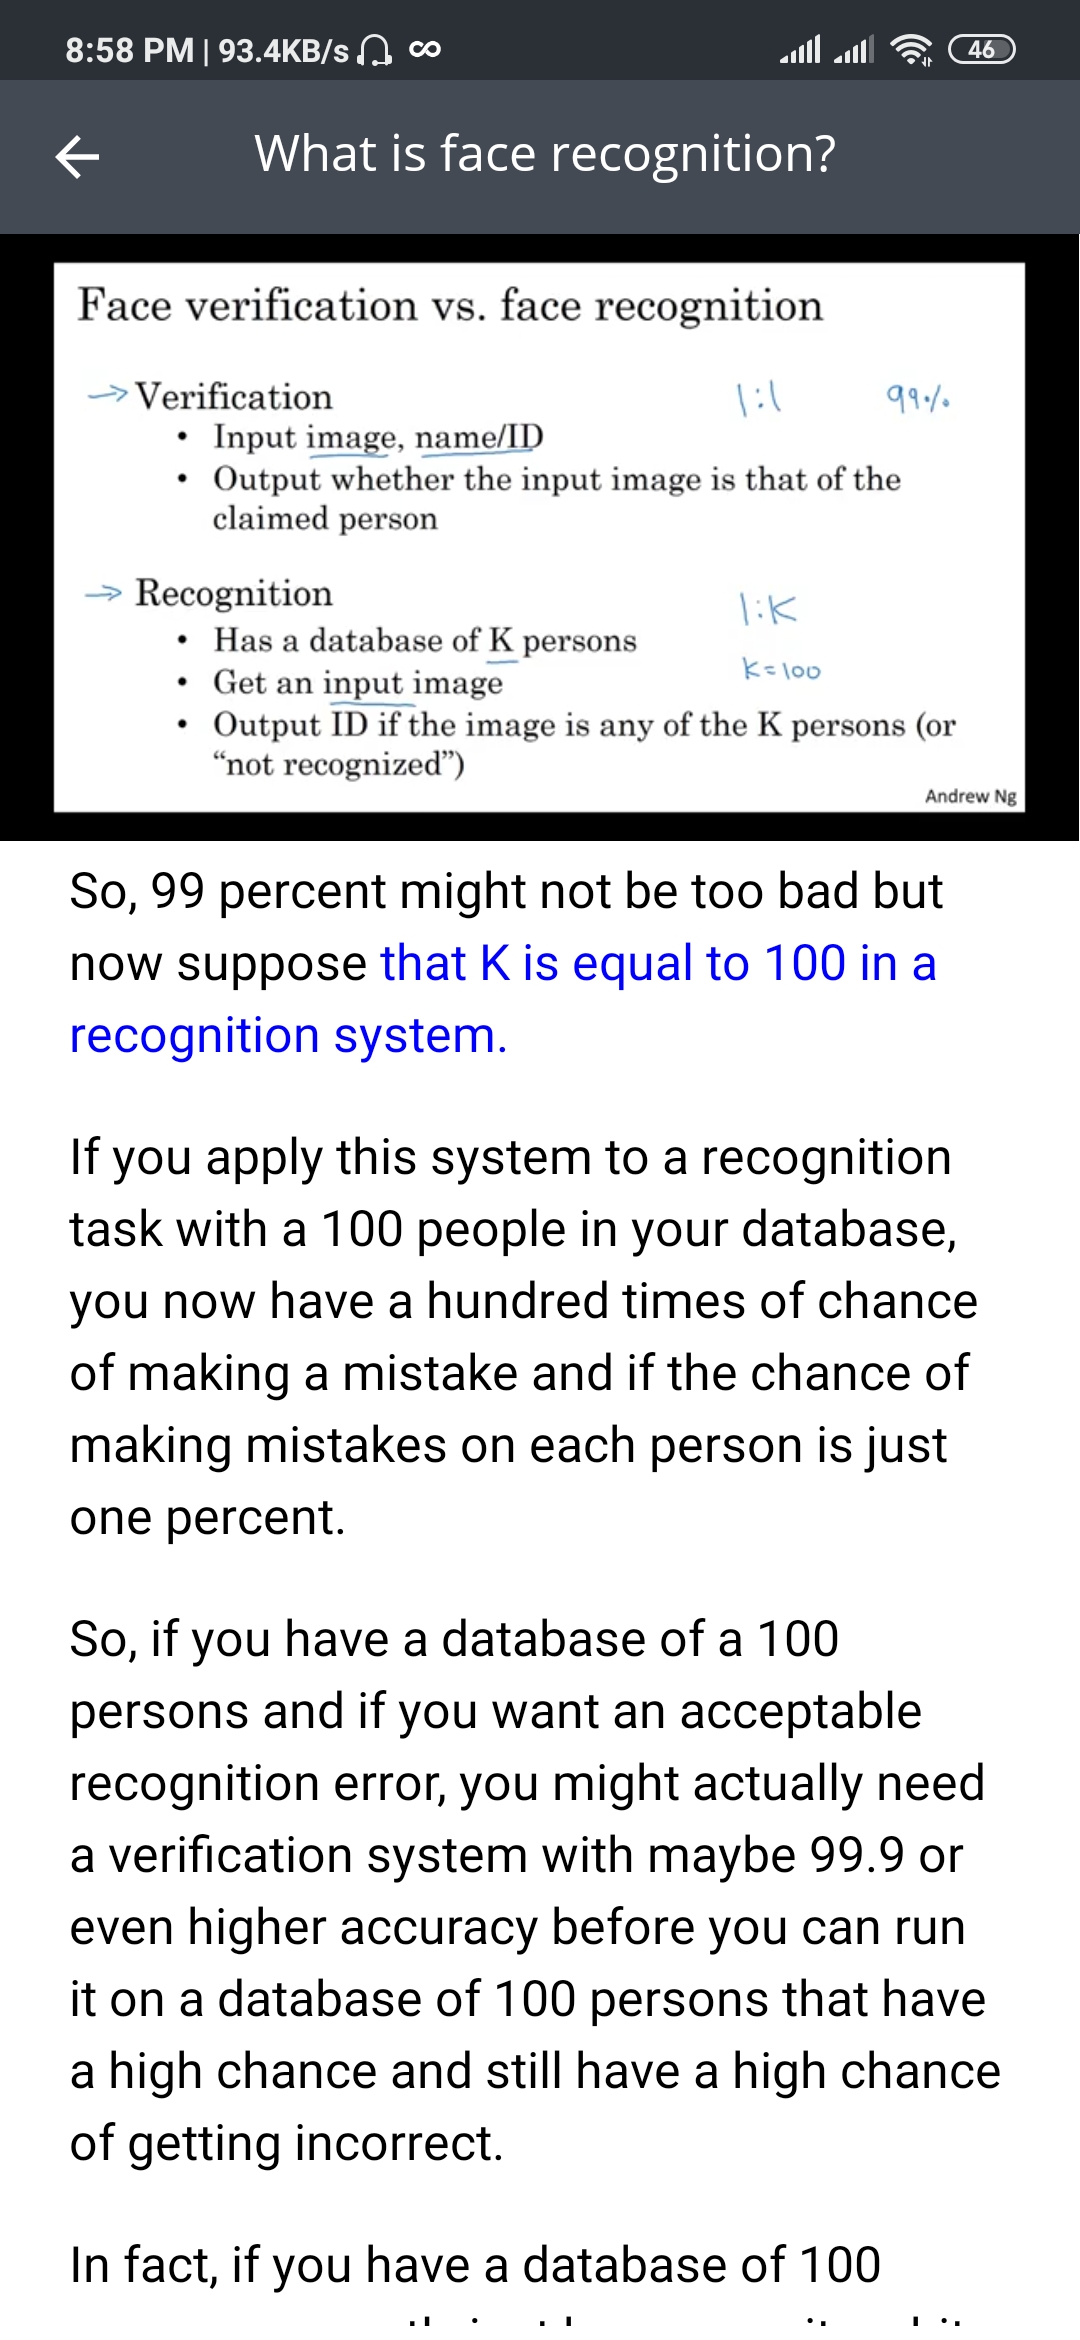 8:58 PM | 93.4KB/s 46
What is face recognition?
Face verification vs. face recognition
→ Verification 1:1 99%
• Input image, name/ID
• Output whether the input image is that of the
claimed person
→ Recognition 1:K
• Has a database of K persons
K=100
• Get an input image
• Output ID if the image is any of the K persons (or
“not recognized”)
Andrew Ng
So, 99 percent might not be too bad but
now suppose that K is equal to 100 in a
recognition system.
If you apply this system to a recognition
task with a 100 people in your database,
you now have a hundred times of chance
of making a mistake and if the chance of
making mistakes on each person is just
one percent.
So, if you have a database of a 100
persons and if you want an acceptable
recognition error, you might actually need
a verification system with maybe 99.9 or
even higher accuracy before you can run
it on a database of 100 persons that have
a high chance and still have a high chance
of getting incorrect.
In fact, if you have a database of 100